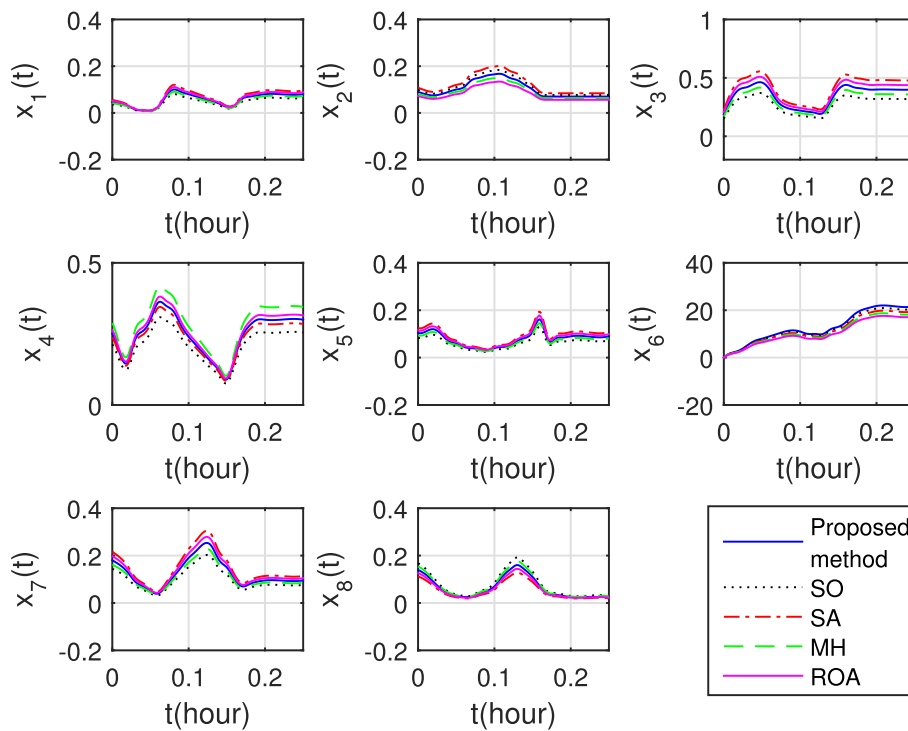 x1(t)
0.4
0.2
0
-0.2
0 0.1 0.2
t(hour)
x2(t)
0.4
0.2
0
-0.2
0 0.1 0.2
t(hour)
x3(t)
1
0.5
0
0 0.1 0.2
t(hour)
x4(t)
0.5
0
0 0.1 0.2
t(hour)
x5(t)
0.4
0.2
0
-0.2
0 0.1 0.2
t(hour)
x6(t)
40
20
0
-20
0 0.1 0.2
t(hour)
x7(t)
0.4
0.2
0
-0.2
0 0.1 0.2
t(hour)
x8(t)
0.4
0.2
0
-0.2
0 0.1 0.2
t(hour)
Proposed
method
SO
SA
MH
ROA